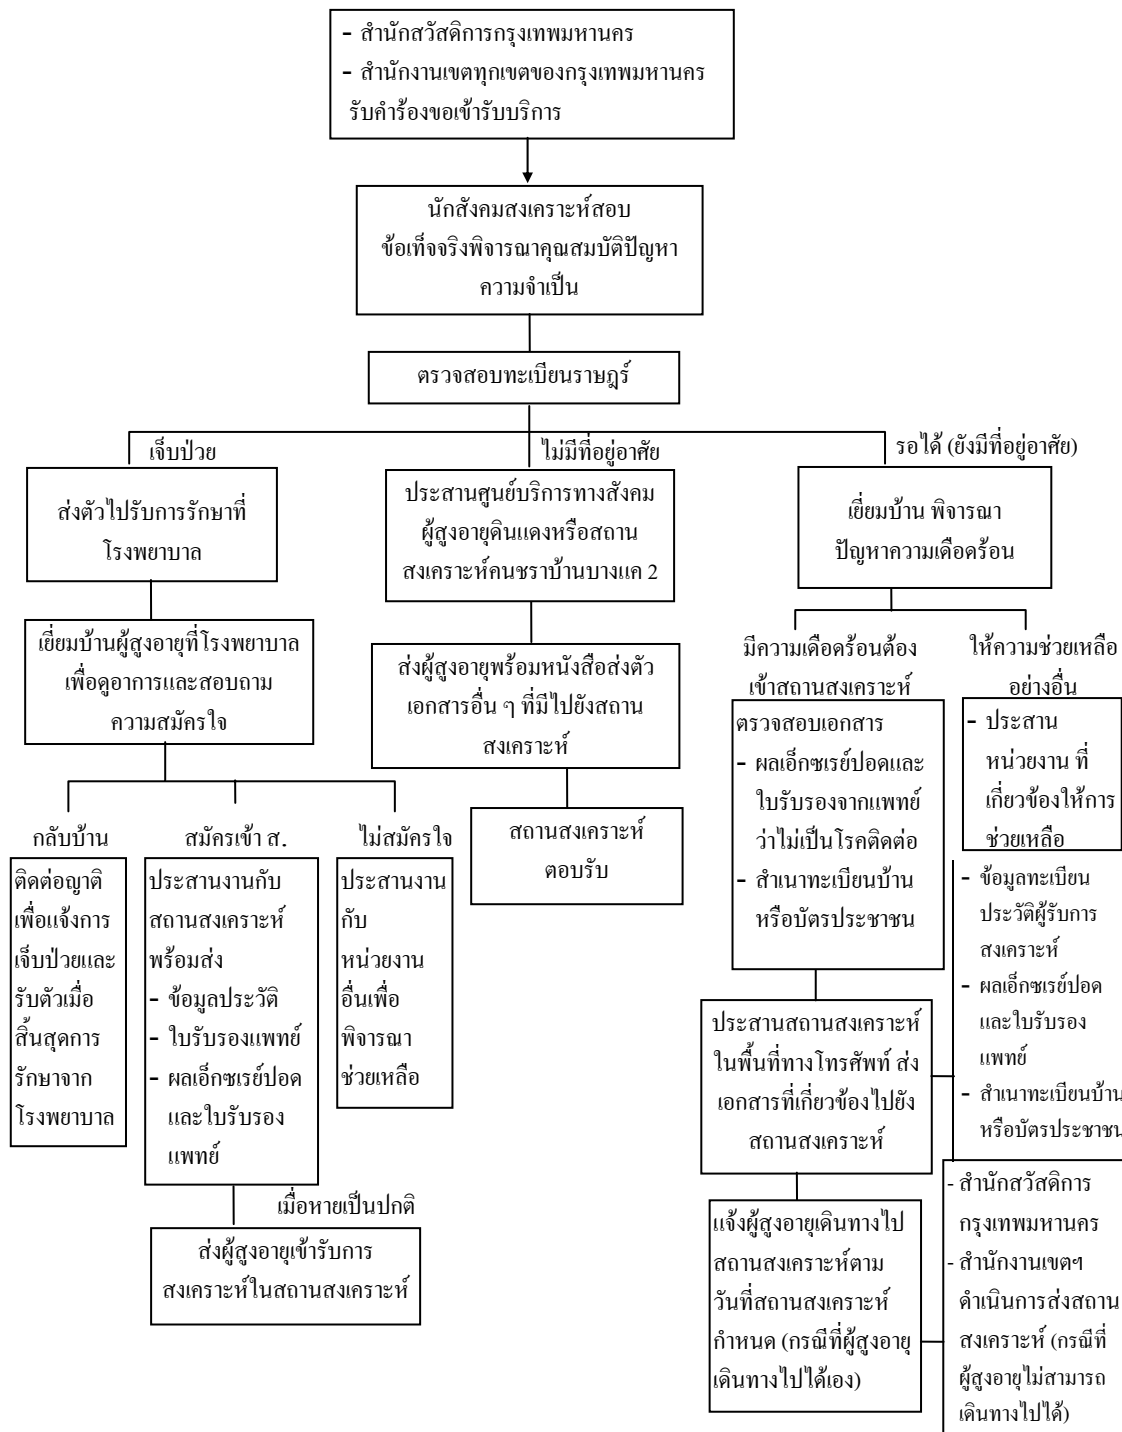 - สำนักสวัสดิการกรุงเทพมหานคร
- สำนักงานเขตทุกเขตของกรุงเทพมหานคร
รับคำร้องขอเข้ารับบริการ
นักสังคมสงเคราะห์สอบ
ข้อเท็จจริงพิจารณาคุณสมบัติปัญหา
ความจำเป็น
ตรวจสอบทะเบียนราษฎร์
เจ็บป่วย
ส่งตัวไปรับการรักษาที่
โรงพยาบาล
เยี่ยมบ้านผู้สูงอายุที่โรงพยาบาล
เพื่อดูอาการและสอบถาม
ความสมัครใจ
กลับบ้าน
ติดต่อญาติ
เพื่อแจ้งการ
เจ็บป่วยและ
รับตัวเมื่อ
สิ้นสุดการ
รักษาจาก
โรงพยาบาล
สมัครเข้า ส.
ประสานงานกับ
สถานสงเคราะห์
พร้อมส่ง
- ข้อมูลประวัติ
- ใบรับรองแพทย์
- ผลเอ็กซเรย์ปอด
และใบรับรอง
แพทย์
เมื่อหายเป็นปกติ
ส่งผู้สูงอายุเข้ารับการ
สงเคราะห์ในสถานสงเคราะห์
ไม่สมัครใจ
ประสานงาน
กับ
หน่วยงาน
อื่นเพื่อ
พิจารณา
ช่วยเหลือ
ไม่มีที่อยู่อาศัย
ประสานศูนย์บริการทางสังคม
ผู้สูงอายุดินแดงหรือสถาน
สงเคราะห์คนชราบ้านบางแค 2
ส่งผู้สูงอายุพร้อมหนังสือส่งตัว
เอกสารอื่น ๆ ที่มีไปยังสถาน
สงเคราะห์
สถานสงเคราะห์
ตอบรับ
รอได้ (ยังมีที่อยู่อาศัย)
เยี่ยมบ้าน พิจารณา
ปัญหาความเดือดร้อน
มีความเดือดร้อนต้อง
เข้าสถานสงเคราะห์
ตรวจสอบเอกสาร
- ผลเอ็กซเรย์ปอดและ
ใบรับรองจากแพทย์
ว่าไม่เป็นโรคติดต่อ
- สำเนาทะเบียนบ้าน
หรือบัตรประชาชน
ให้ความช่วยเหลือ
อย่างอื่น
- ประสาน
หน่วยงาน ที่
เกี่ยวข้องให้การ
ช่วยเหลือ
ประสานสถานสงเคราะห์
ในพื้นที่ทางโทรศัพท์ ส่ง
เอกสารที่เกี่ยวข้องไปยัง
สถานสงเคราะห์
- ข้อมูลทะเบียน
ประวัติผู้รับการ
สงเคราะห์
- ผลเอ็กซเรย์ปอด
และใบรับรอง
แพทย์
- สำเนาทะเบียนบ้าน
หรือบัตรประชาชน
แจ้งผู้สูงอายุเดินทางไป
สถานสงเคราะห์ตาม
วันที่สถานสงเคราะห์
กำหนด (กรณีที่ผู้สูงอายุ
เดินทางไปได้เอง)
- สำนักสวัสดิการ
กรุงเทพมหานคร
- สำนักงานเขตฯ
ดำเนินการส่งสถาน
สงเคราะห์ (กรณีที่
ผู้สูงอายุไม่สามารถ
เดินทางไปได้)